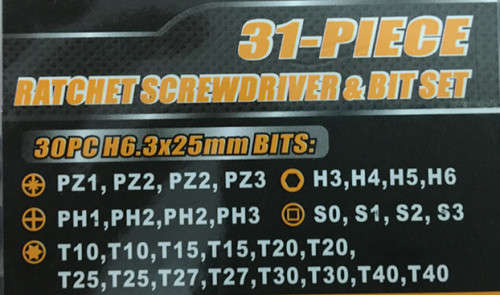 31-PIECE
RATCHET SCREWDRIVER & BIT SET
30PC H6.3x25mm BITS:
PZ1, PZ2, PZ2, PZ3 H3,H4,H5,H6
PH1,PH2,PH2,PH3 S0, S1, S2, S3
T10,T10,T15,T15,T20,T20,
T25,T25,T27,T27,T30,T30,T40,T40